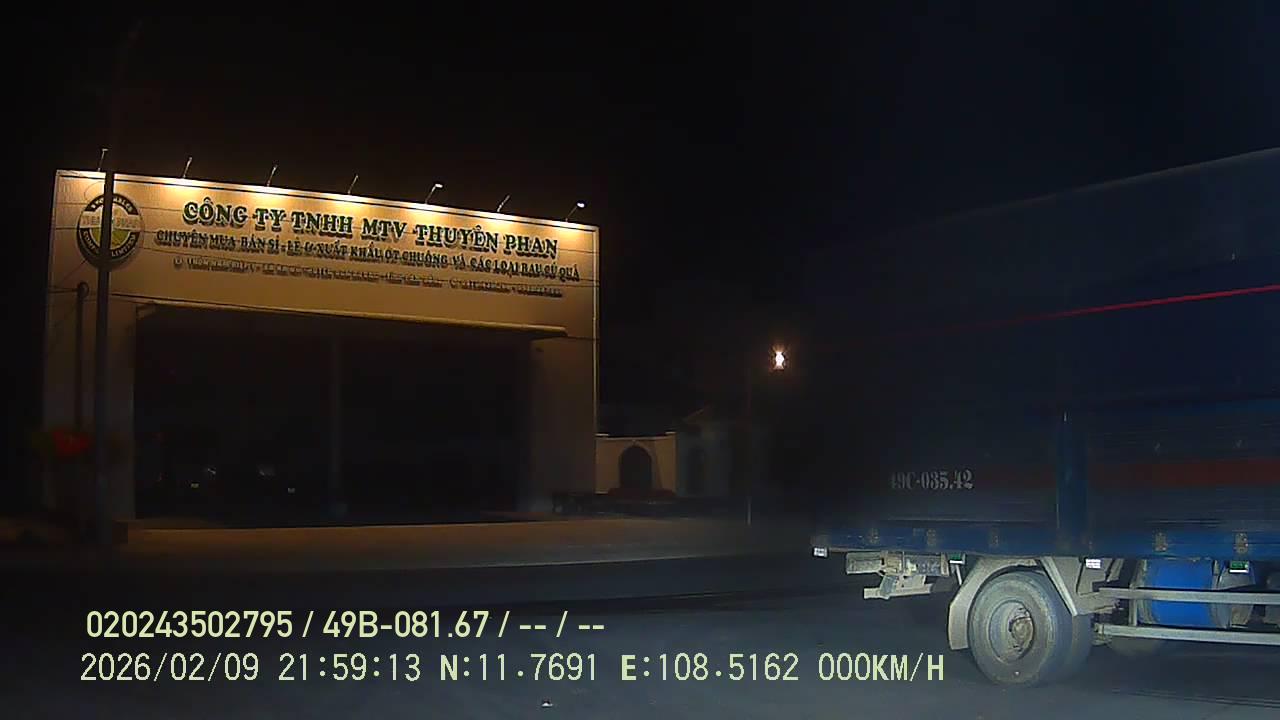 CÔNG TY TNHH MTV THUYÊN PHAN
CHUYÊN MUA BÁN SỈ - LẺ & XUẤT KHẨU ỚT CHUÔNG VÀ CÁC LOẠI RAU CỦ QUẢ
49C-035.42
020243502795 / 49B-081.67 / -- / --
2026/02/09 21:59:13 N:11.7691 E:108.5162 000KM/H